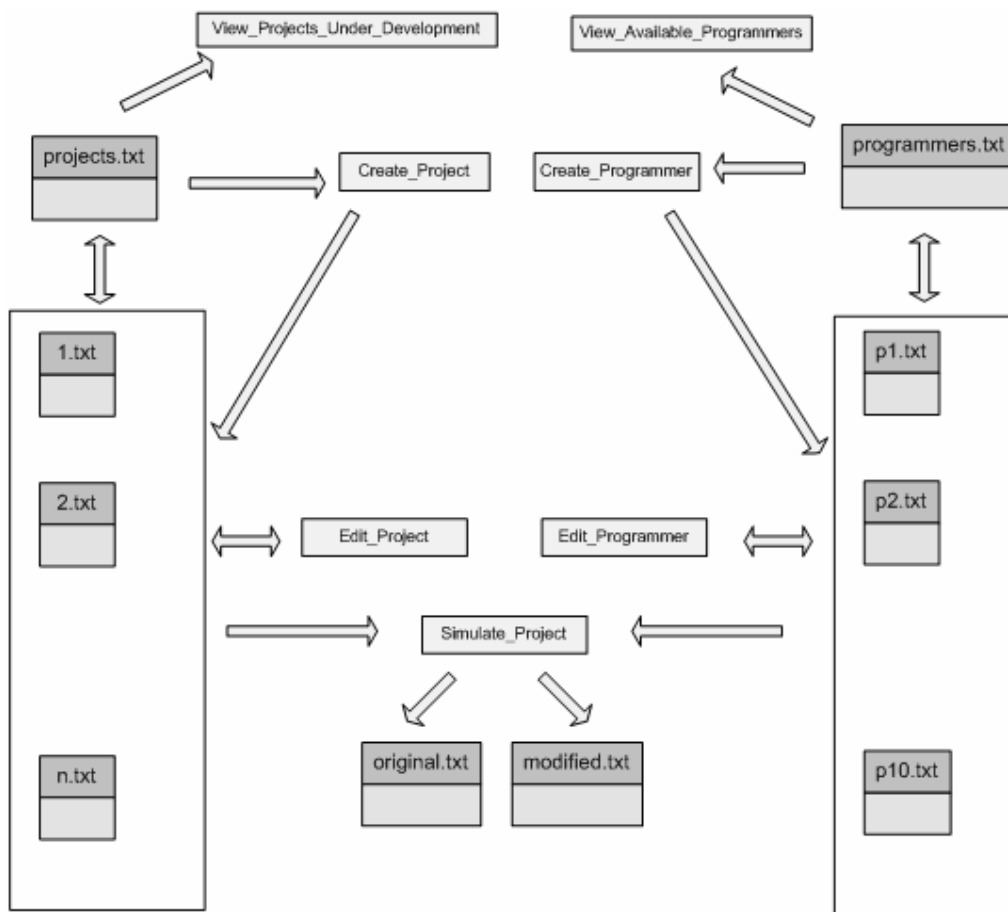 View_Projects_Under_Development
View_Available_Programmers
projects.txt
programmers.txt
Create_Project
Create_Programmer
1.txt
p1.txt
2.txt
p2.txt
Edit_Project
Edit_Programmer
Simulate_Project
original.txt
modified.txt
n.txt
p10.txt